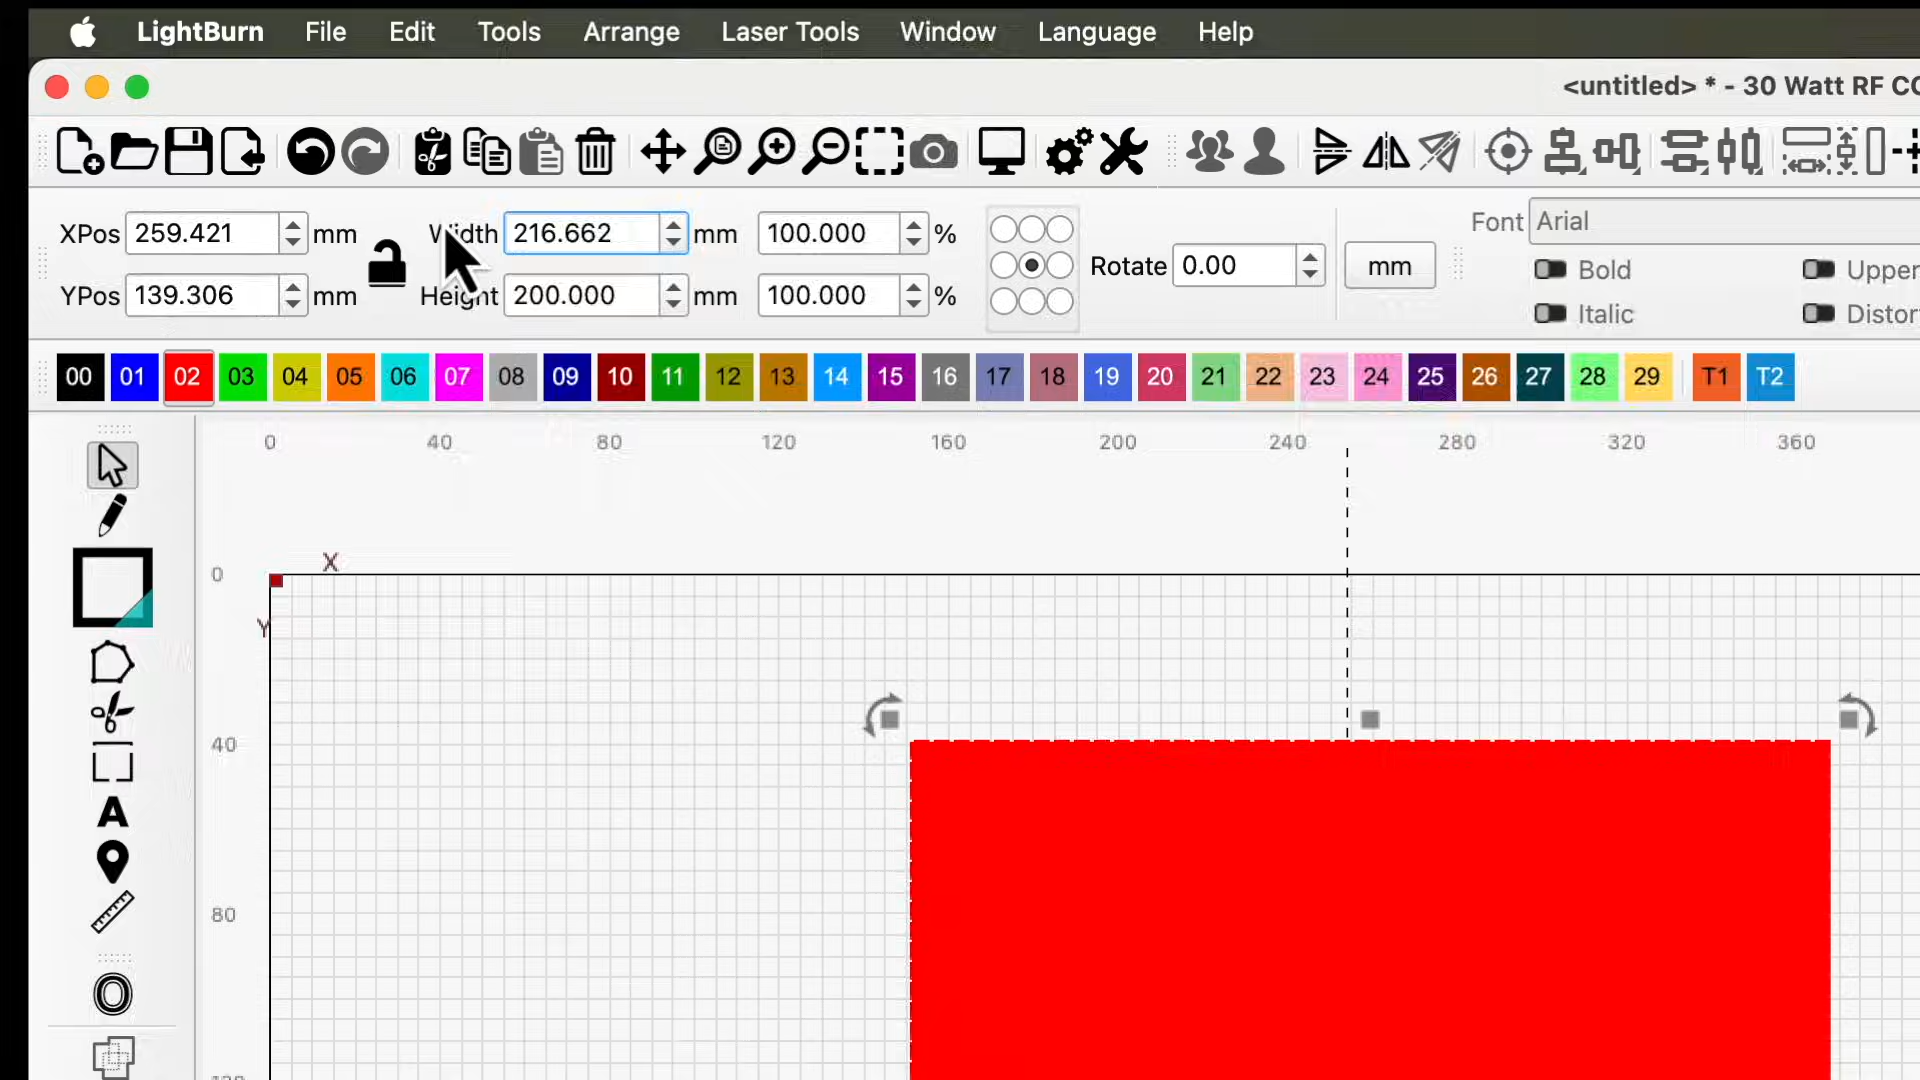 LightBurn File Edit Tools Arrange Laser Tools Window Language Help
<untitled> * - 30 Watt RF CO
XPos 259.421 mm Width 216.662 mm 100.000 %
YPos 139.306 mm Height 200.000 mm 100.000 %
Rotate 0.00 mm
Font Arial
Bold Upper
Italic Distor
00 01 02 03 04 05 06 07 08 09 10 11 12 13 14 15 16 17 18 19 20 21 22 23 24 25 26 27 28 29 T1 T2
0 40 80 120 160 200 240 280 320 360
X
0
Y
40
80
A